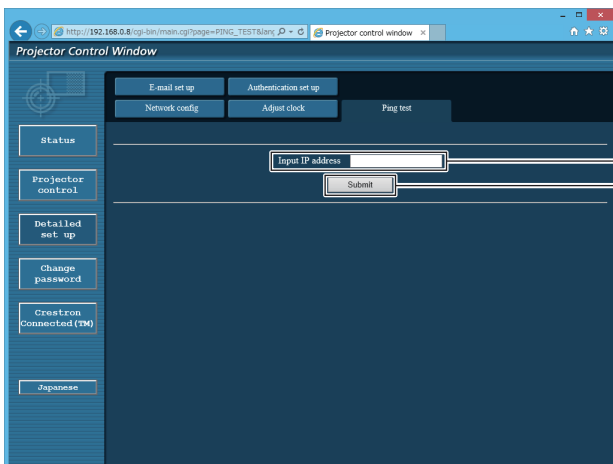 http://192.168.0.8/cgi-bin/main.cgi?page=PING_TEST&lang
Projector control window ×
Projector Control Window
E-mail set up
Authentication set up
Network config
Adjust clock
Ping test
Status
Input IP address
Submit
Projector
control
Detailed
set up
Change
password
Crestron
Connected(TM)
Japanese